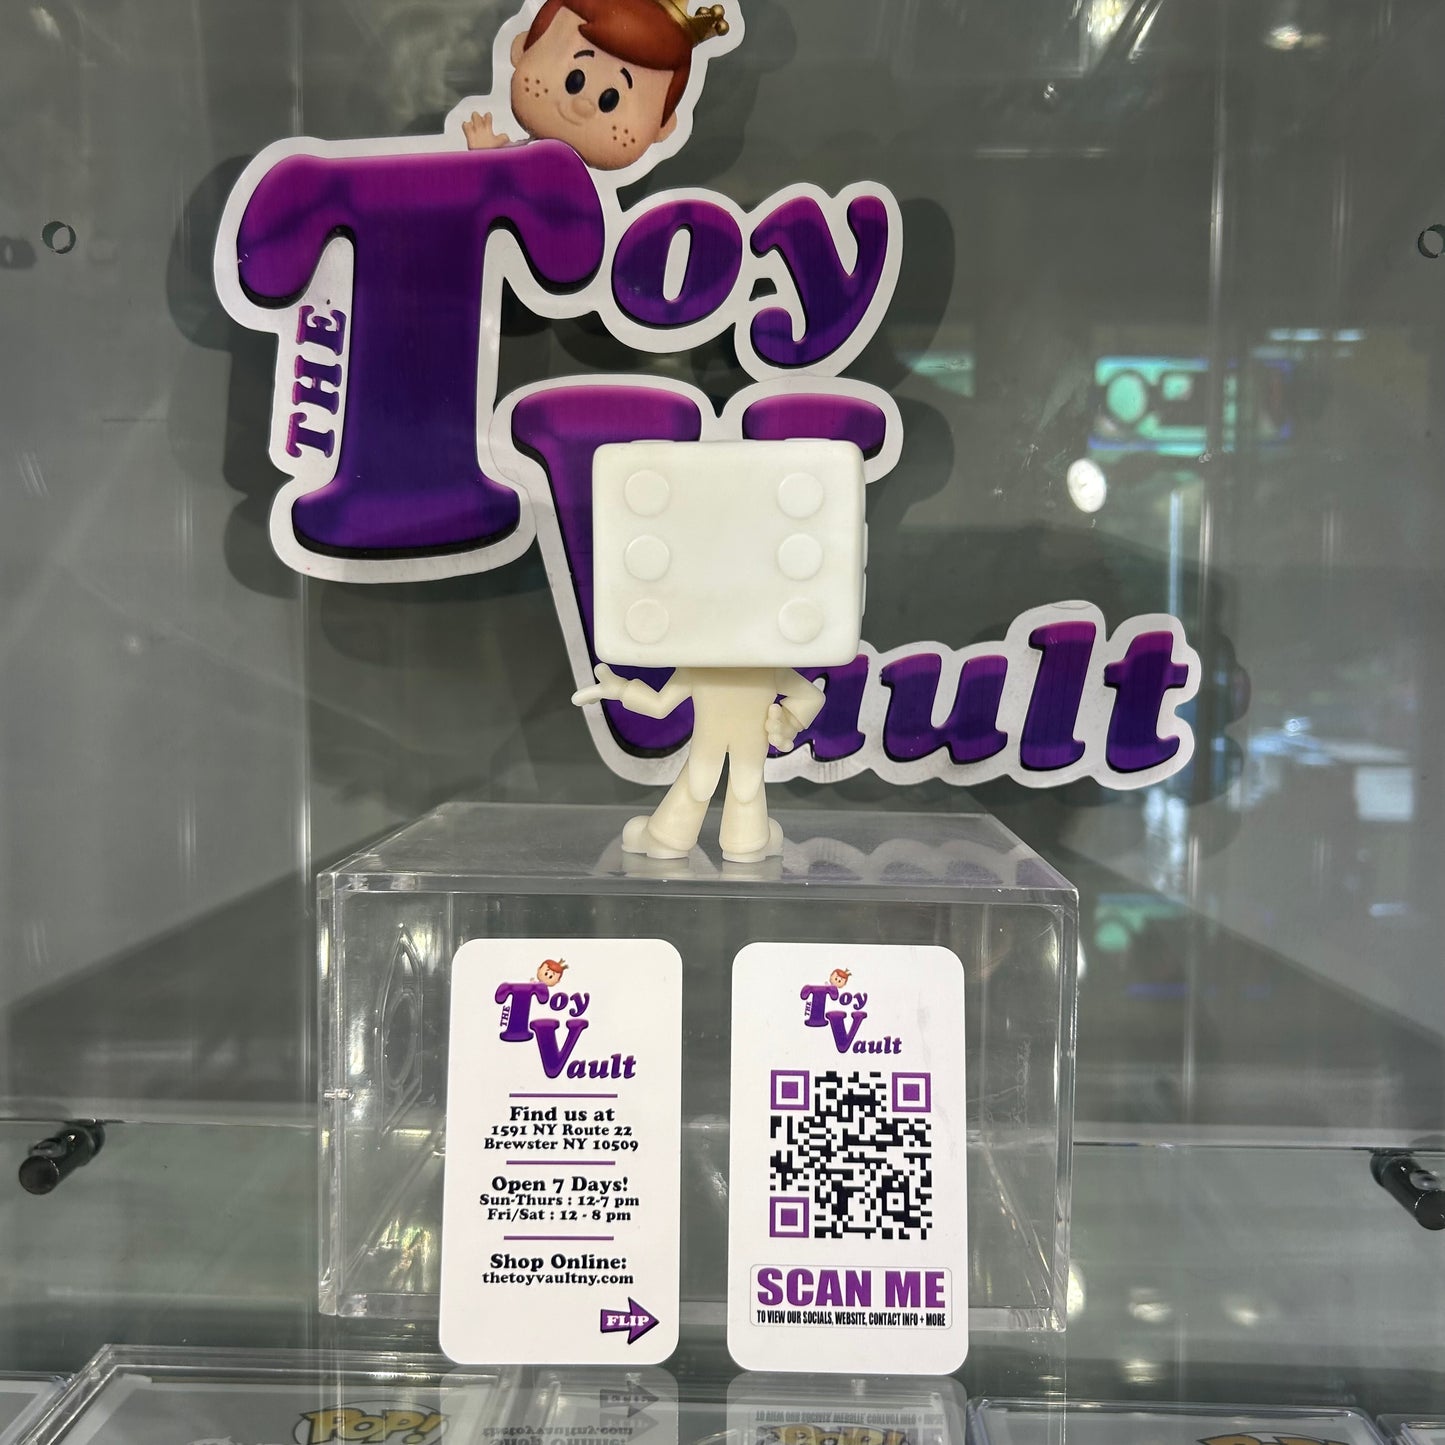 THE
Toy
Vault
THE
Toy
Vault
Find us at
1591 NY Route 22
Brewster NY 10509
Open 7 Days!
Sun-Thurs : 12-7 pm
Fri/Sat : 12 - 8 pm
Shop Online:
thetoyvaultny.com
FLIP
THE
Toy
Vault
SCAN ME
TO VIEW OUR SOCIALS, WEBSITE, CONTACT INFO + MORE
POP!